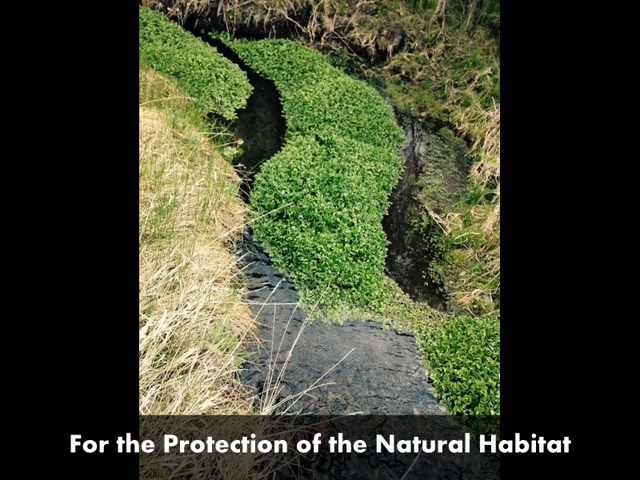 For the Protection of the Natural Habitat